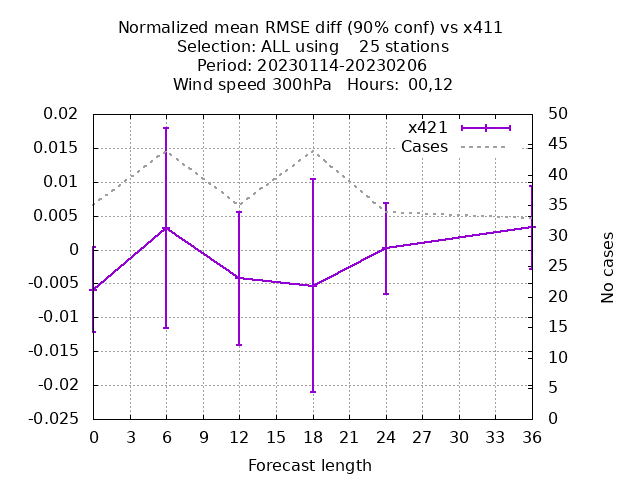 Normalized mean RMSE diff (90% conf) vs x411
Selection: ALL using    25 stations
Period: 20230114-20230206
Wind speed 300hPa   Hours:  00,12
x421
Cases
0.02
0.015
0.01
0.005
0
-0.005
-0.01
-0.015
-0.02
-0.025
50
45
40
35
30
25
20
15
10
5
0
No cases
0 3 6 9 12 15 18 21 24 27 30 33 36
Forecast length